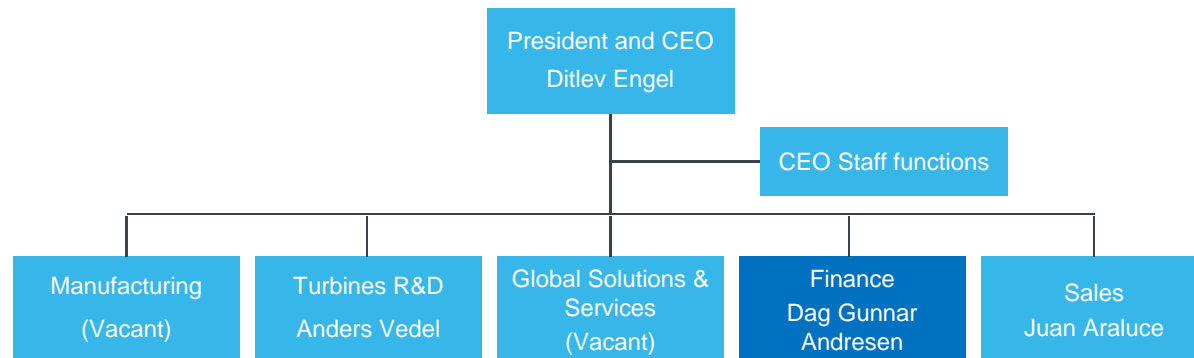 President and CEO
Ditlev Engel
CEO Staff functions
Manufacturing
(Vacant)
Turbines R&D
Anders Vedel
Global Solutions &
Services
(Vacant)
Finance
Dag Gunnar
Andresen
Sales
Juan Araluce